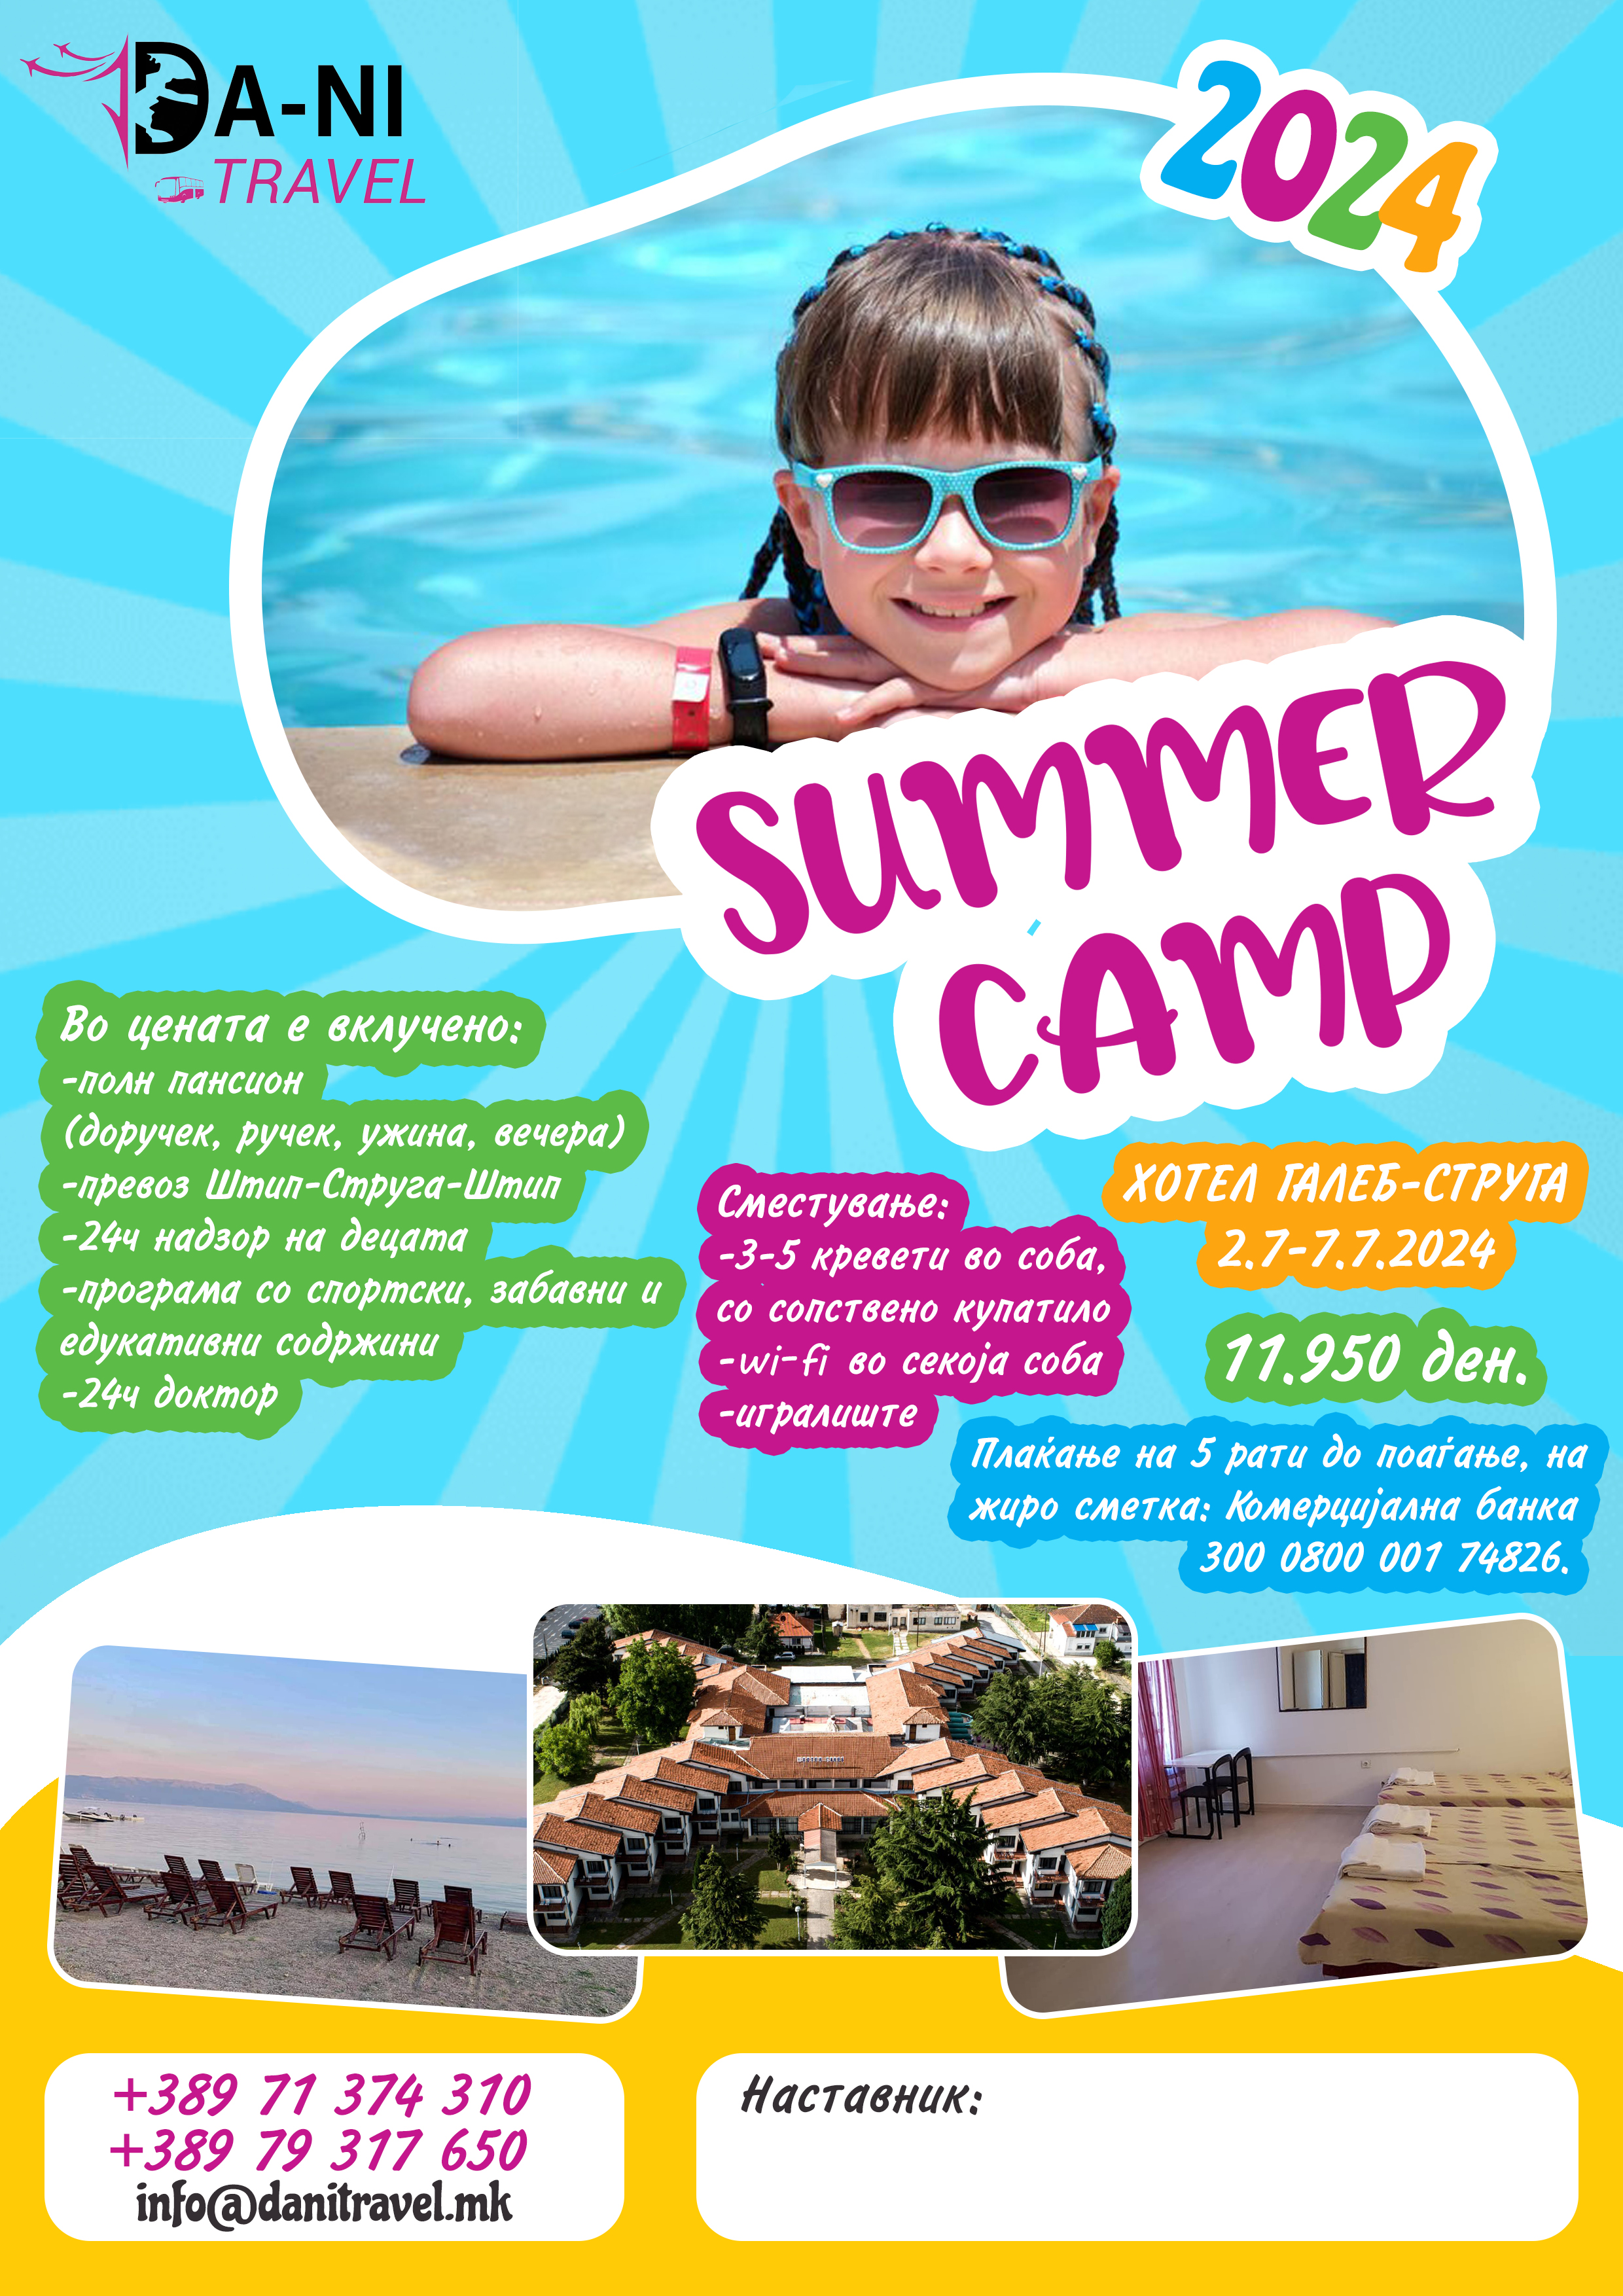 DA-NI
TRAVEL
2024
SUMMER
CAMP
Во цената е вклучено:
-полн пансион
(доручек, ручек, ужина, вечера)
-превоз Штип-Струга-Штип
-24ч надзор на децата
-програма со спортски, забавни и
едукативни содржини
-24ч доктор
Сместување:
-3-5 кревети во соба,
со сопствено купатило
-wi-fi во секоја соба
-игралиште
ХОТЕЛ ГАЛЕБ-СТРУГА
2.7-7.7.2024
11.950 ден.
Плаќање на 5 рати до поаѓање, на
жиро сметка: Комерцијална банка
300 0800 001 74826.
+389 71 374 310
+389 79 317 650
info@danitravel.mk
Наставник: